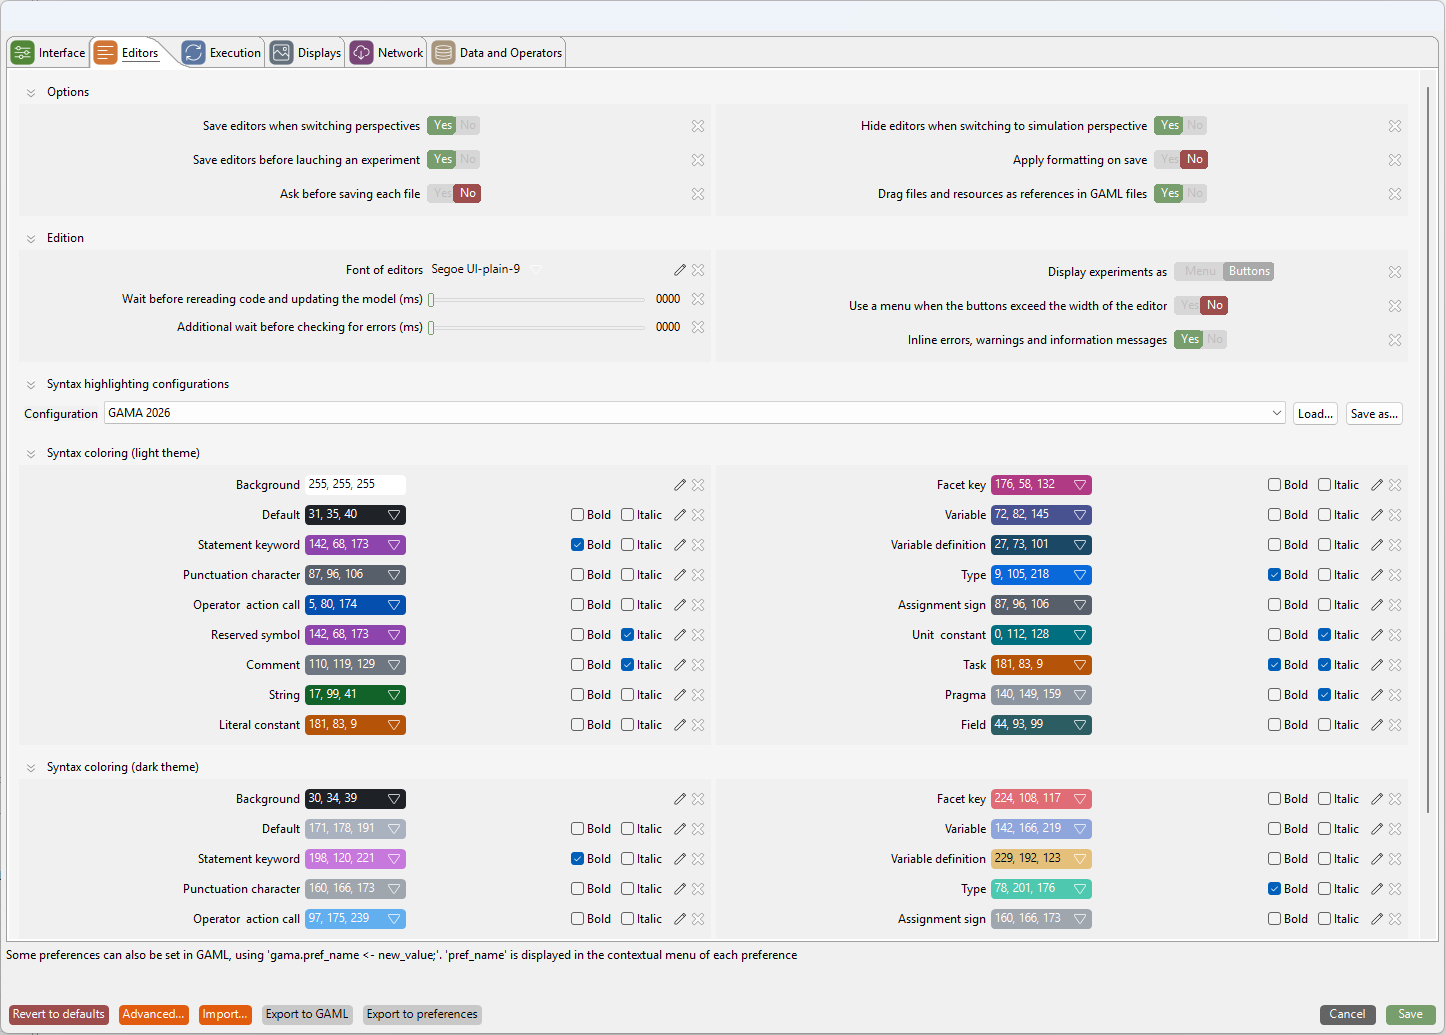 Interface Editors Execution Displays Network Data and Operators
Options
Save editors when switching perspectives Yes No
Hide editors when switching to simulation perspective Yes No
Save editors before lauching an experiment Yes No
Apply formatting on save Yes No
Ask before saving each file Yes No
Drag files and resources as references in GAML files Yes No
Edition
Font of editors Segoe UI-plain-9
Display experiments as Menu Buttons
Wait before rereading code and updating the model (ms) 0000
Use a menu when the buttons exceed the width of the editor Yes No
Additional wait before checking for errors (ms) 0000
Inline errors, warnings and information messages Yes No
Syntax highlighting configurations
Configuration GAMA 2026 Load... Save as...
Syntax coloring (light theme)
Background 255, 255, 255
Facet key 176, 58, 132 Bold Italic
Default 31, 35, 40 Bold Italic
Variable 72, 82, 145 Bold Italic
Statement keyword 142, 68, 173 Bold Italic
Variable definition 27, 73, 101 Bold Italic
Punctuation character 87, 96, 106 Bold Italic
Type 9, 105, 218 Bold Italic
Operator action call 5, 80, 174 Bold Italic
Assignment sign 87, 96, 106 Bold Italic
Reserved symbol 142, 68, 173 Bold Italic
Unit constant 0, 112, 128 Bold Italic
Comment 110, 119, 129 Bold Italic
Task 181, 83, 9 Bold Italic
String 17, 99, 41 Bold Italic
Pragma 140, 149, 159 Bold Italic
Literal constant 181, 83, 9 Bold Italic
Field 44, 93, 99 Bold Italic
Syntax coloring (dark theme)
Background 30, 34, 39
Facet key 224, 108, 117 Bold Italic
Default 171, 178, 191 Bold Italic
Variable 142, 166, 219 Bold Italic
Statement keyword 198, 120, 221 Bold Italic
Variable definition 229, 192, 123 Bold Italic
Punctuation character 160, 166, 173 Bold Italic
Type 78, 201, 176 Bold Italic
Operator action call 97, 175, 239 Bold Italic
Assignment sign 160, 166, 173 Bold Italic
Some preferences can also be set in GAML, using 'gama.pref_name <- new_value;'. 'pref_name' is displayed in the contextual menu of each preference
Revert to defaults Advanced... Import... Export to GAML Export to preferences Cancel Save